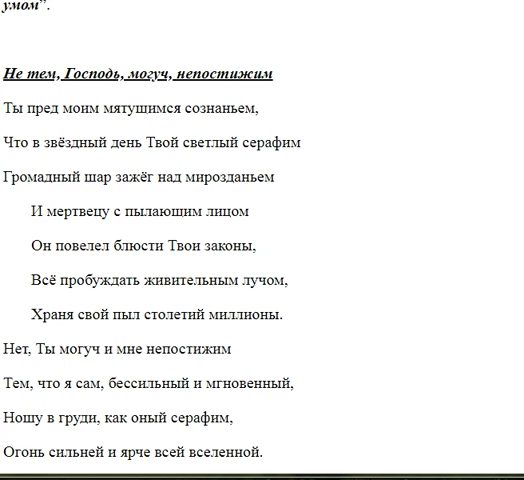 умом”.
Не тем, Господь, могуч, непостижим
Ты пред моим мятушимся сознаньем,
Что в звёздный день Твой светлый серафим
Громадный шар зажёг над мирозданьем
И мертвецу с пылающим лицом
Он повелел блюсти Твои законы,
Всё пробуждать живительным лучом,
Храня свой пыл столетий миллионы.
Нет, Ты могуч и мне непостижим
Тем, что я сам, бессильный и мгновенный,
Ношу в груди, как оный серафим,
Огонь сильней и ярче всей вселенной.